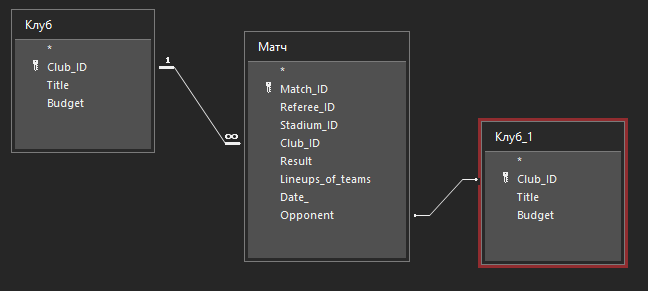 Клуб
*
Club_ID
Title
Budget
1
∞
Матч
*
Match_ID
Referee_ID
Stadium_ID
Club_ID
Result
Lineups_of_teams
Date_
Opponent
Клуб_1
*
Club_ID
Title
Budget